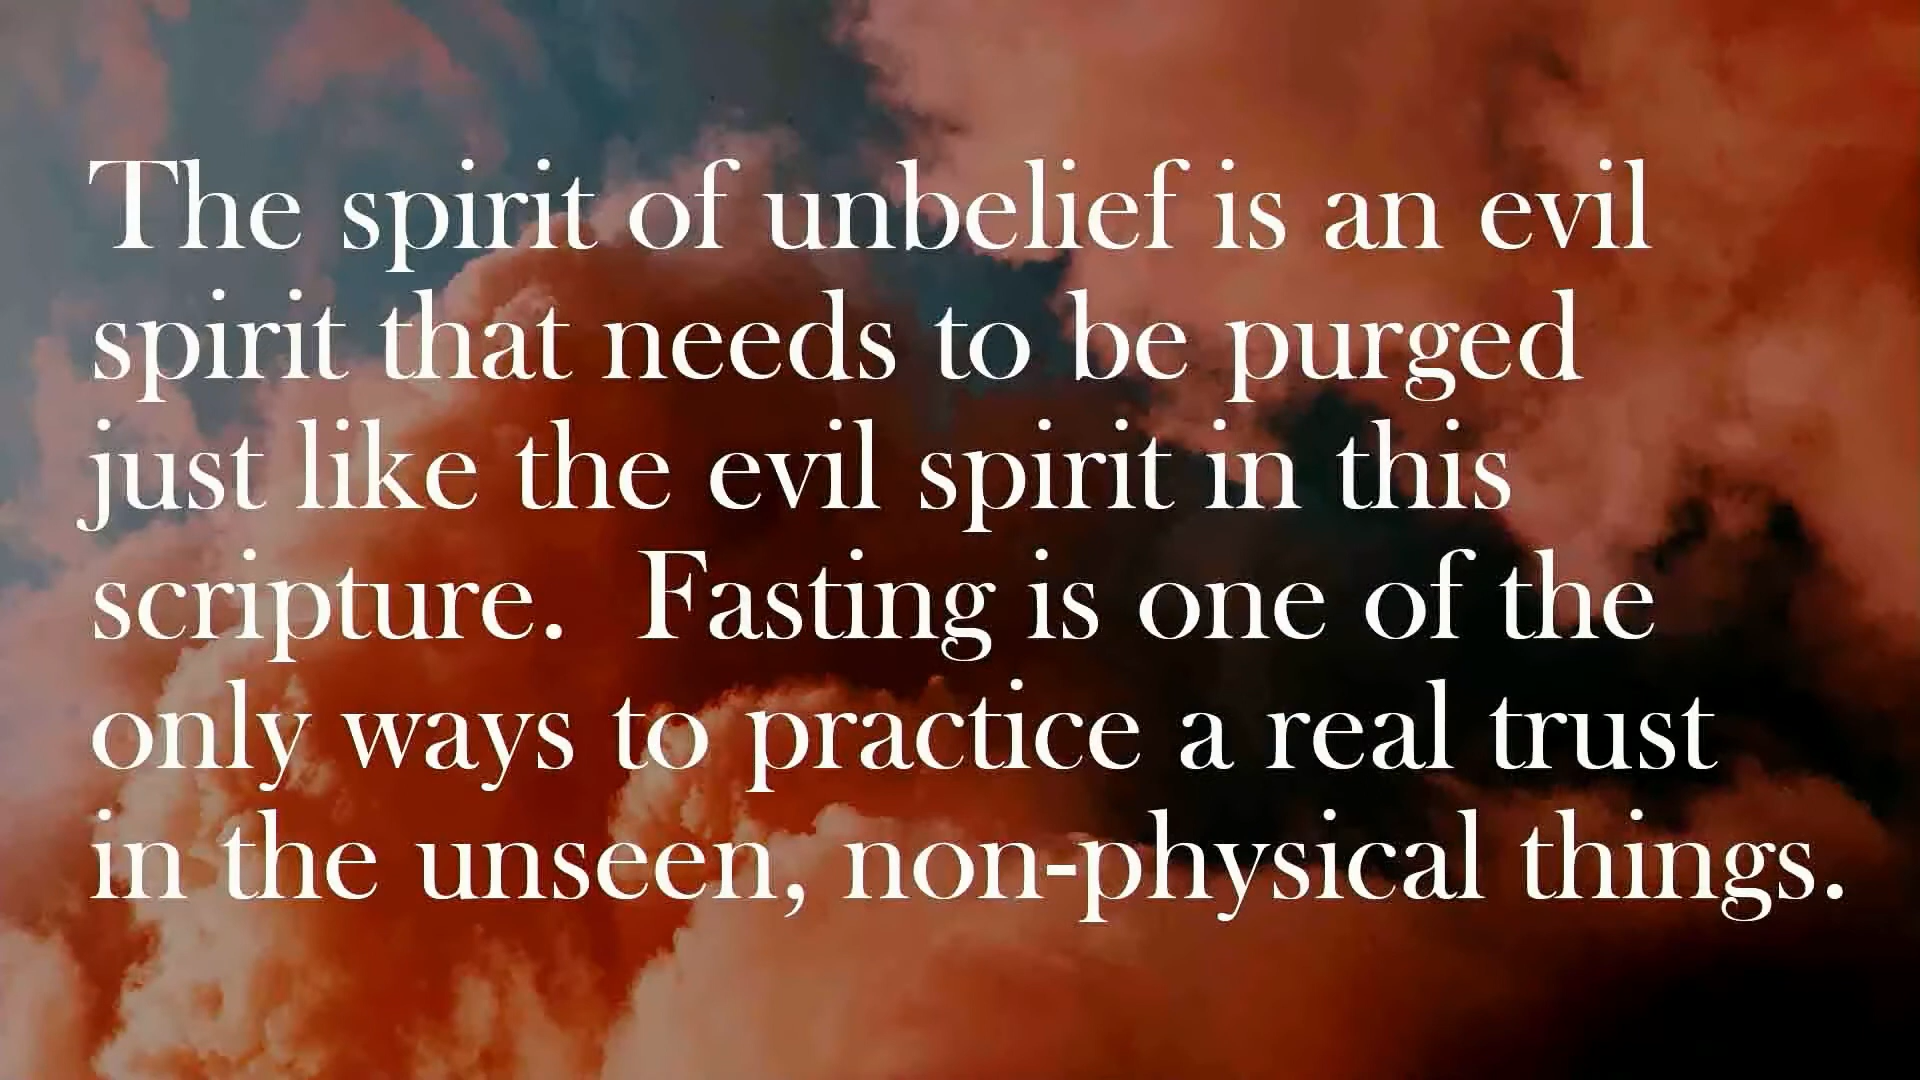 The spirit of unbelief is an evil
spirit that needs to be purged
just like the evil spirit in this
scripture.  Fasting is one of the
only ways to practice a real trust
in the unseen, non-physical things.